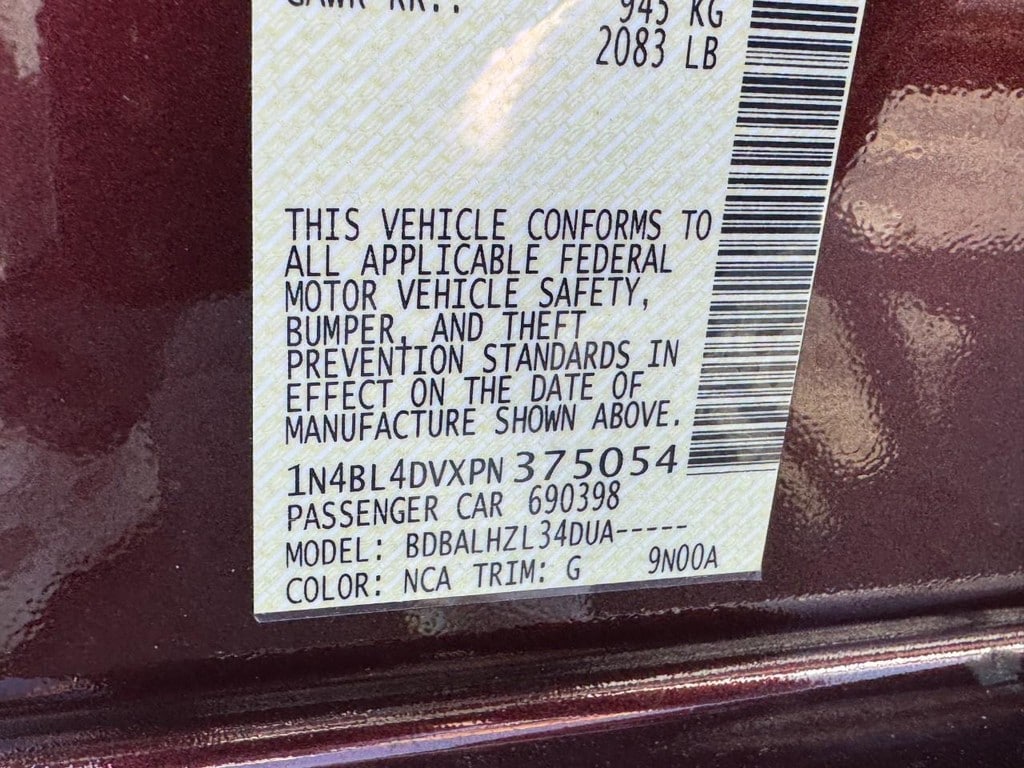 GAWR RR.:
945 KG
2083 LB
THIS VEHICLE CONFORMS TO
ALL APPLICABLE FEDERAL
MOTOR VEHICLE SAFETY,
BUMPER, AND THEFT
PREVENTION STANDARDS IN
EFFECT ON THE DATE OF
MANUFACTURE SHOWN ABOVE.
1N4BL4DVXPN375054
PASSENGER CAR 690398
MODEL: BDBALHZL34DUA-----
COLOR: NCA TRIM: G 9N00A